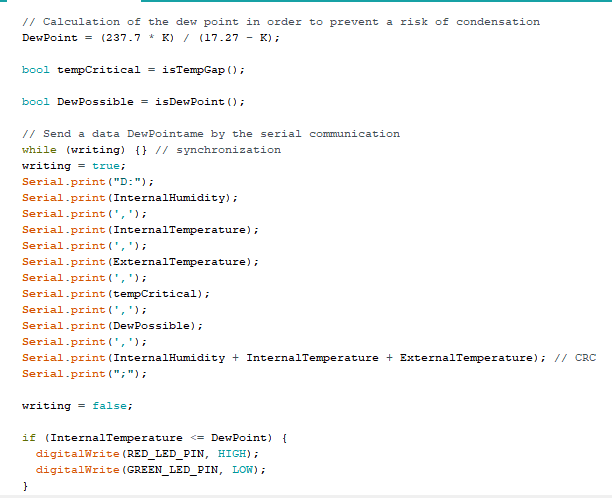 // Calculation of the dew point in order to prevent a risk of condensation
DewPoint = (237.7 * K) / (17.27 - K);
bool tempCritical = isTempGap();
bool DewPossible = isDewPoint();
// Send a data DewPointame by the serial communication
while (writing) {} // synchronization
writing = true;
Serial.print("D:");
Serial.print(InternalHumidity);
Serial.print(',');
Serial.print(InternalTemperature);
Serial.print(',');
Serial.print(ExternalTemperature);
Serial.print(',');
Serial.print(tempCritical);
Serial.print(',');
Serial.print(DewPossible);
Serial.print(',');
Serial.print(InternalHumidity + InternalTemperature + ExternalTemperature); // CRC
Serial.print(";");
writing = false;
if (InternalTemperature <= DewPoint) {
digitalWrite(RED_LED_PIN, HIGH);
digitalWrite(GREEN_LED_PIN, LOW);
}